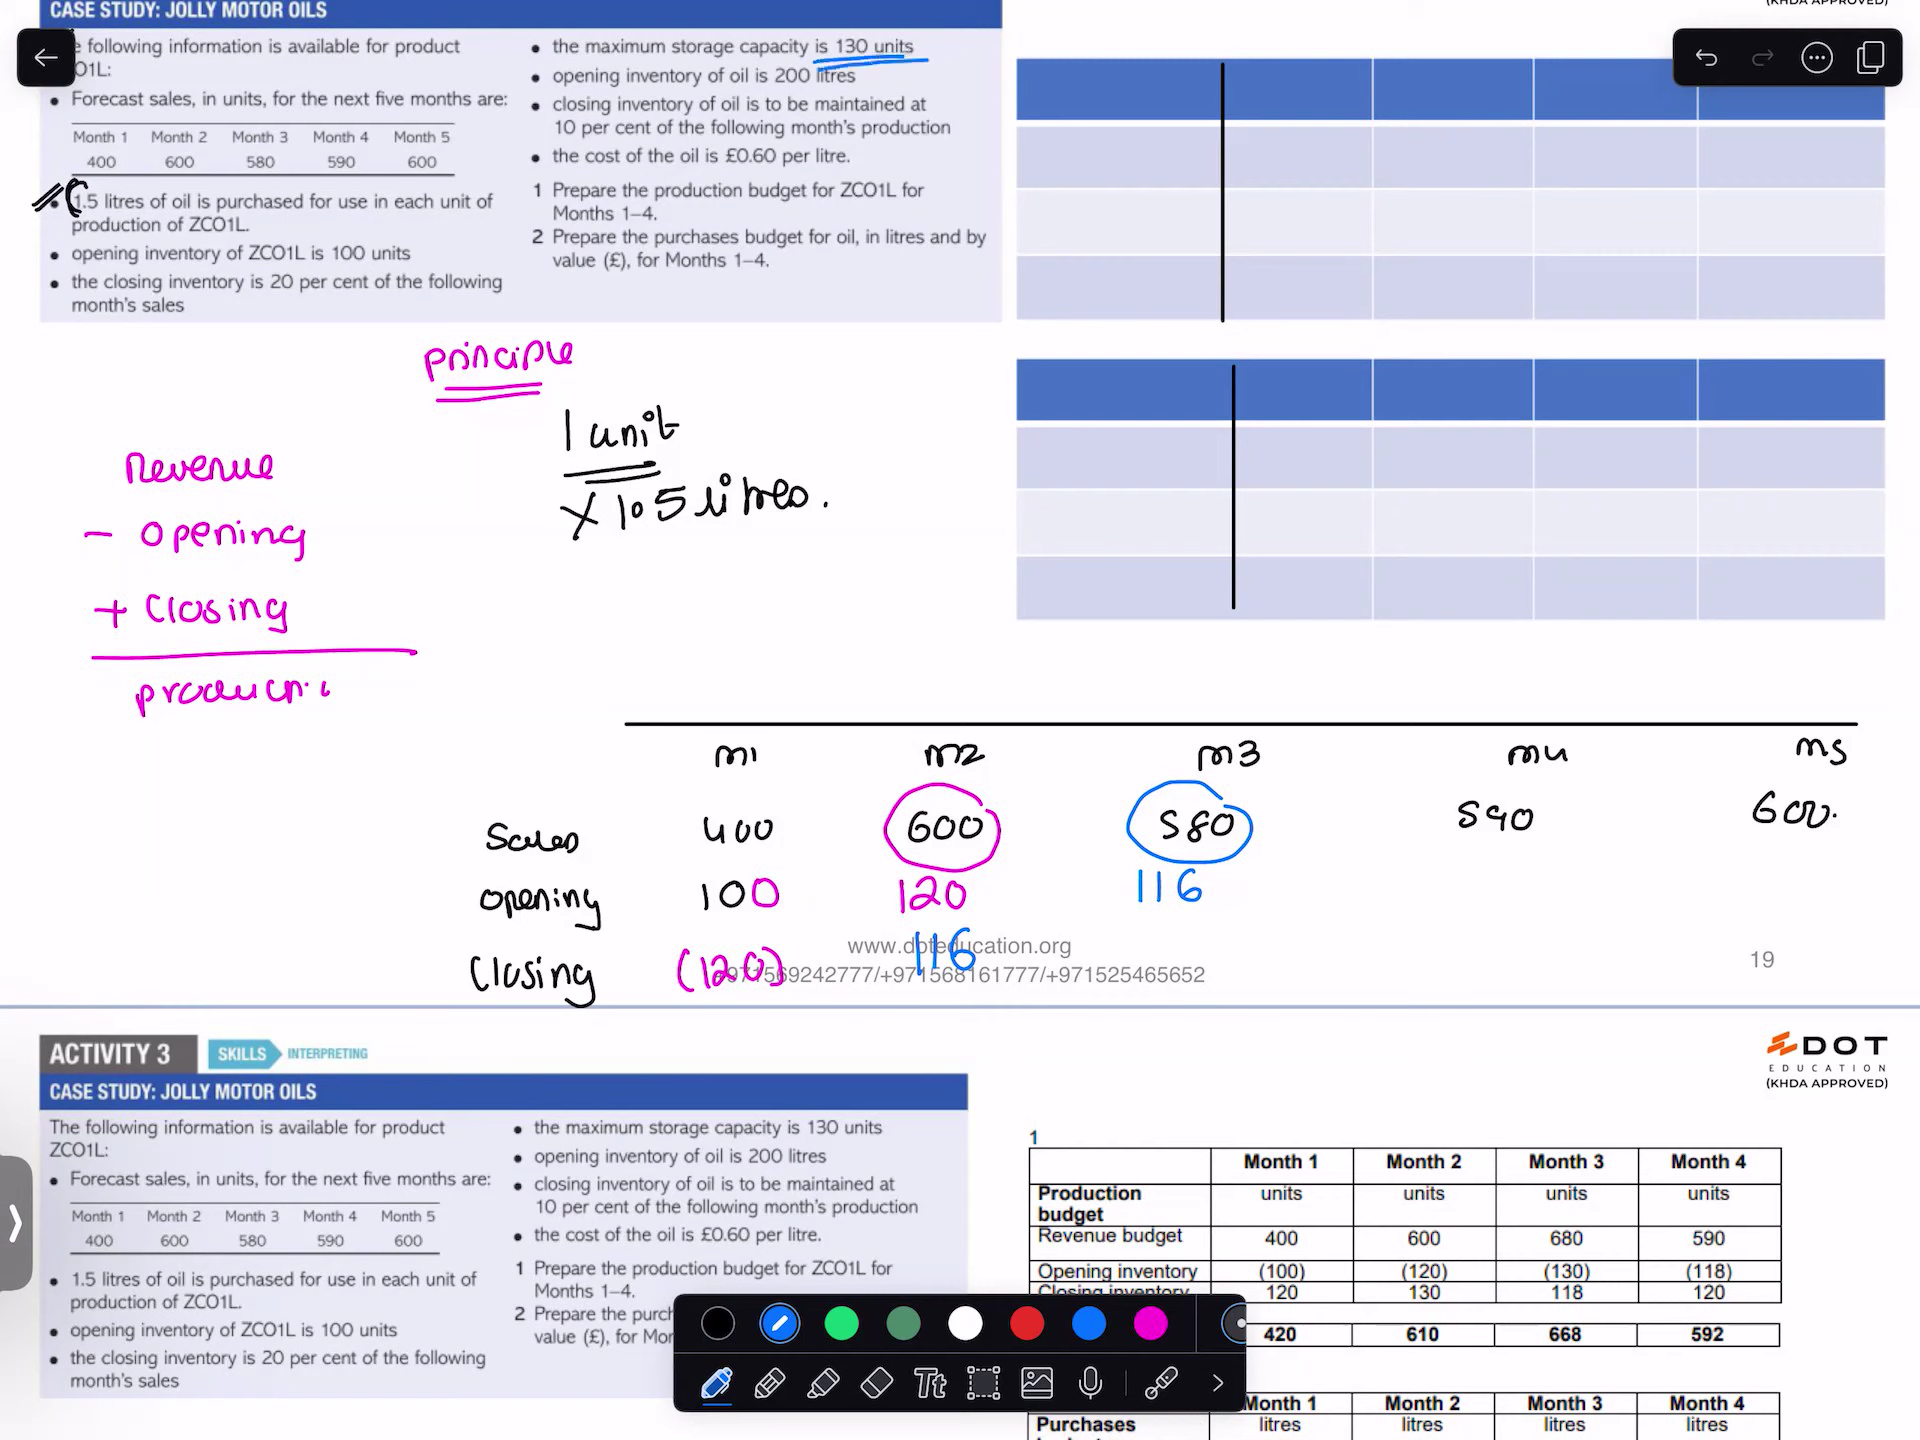 CASE STUDY: JOLLY MOTOR OILS
(KHDA APPROVED)
e following information is available for product
O1L:
• Forecast sales, in units, for the next five months are:
Month 1 Month 2 Month 3 Month 4 Month 5
400 600 580 590 600
• 1.5 litres of oil is purchased for use in each unit of
production of ZCO1L.
• opening inventory of ZCO1L is 100 units
• the closing inventory is 20 per cent of the following
month's sales
• the maximum storage capacity is 130 units
• opening inventory of oil is 200 litres
• closing inventory of oil is to be maintained at
10 per cent of the following month's production
• the cost of the oil is £0.60 per litre.
1 Prepare the production budget for ZCO1L for
Months 1–4.
2 Prepare the purchases budget for oil, in litres and by
value (£), for Months 1–4.
principle
1 unit
× 1.5 litres.
Revenue
- opening
+ closing
producti
m1 m2 m3 m4 m5
Sales 400 600 580 590 600.
opening 100 120 116
Closing (120) 116
www.doteducation.org
+971569242777/+971568161777/+971525465652
19
ACTIVITY 3 SKILLS INTERPRETING
DOT
EDUCATION
(KHDA APPROVED)
CASE STUDY: JOLLY MOTOR OILS
The following information is available for product
ZCO1L:
• Forecast sales, in units, for the next five months are:
Month 1 Month 2 Month 3 Month 4 Month 5
400 600 580 590 600
• 1.5 litres of oil is purchased for use in each unit of
production of ZCO1L.
• opening inventory of ZCO1L is 100 units
• the closing inventory is 20 per cent of the following
month's sales
• the maximum storage capacity is 130 units
• opening inventory of oil is 200 litres
• closing inventory of oil is to be maintained at
10 per cent of the following month's production
• the cost of the oil is £0.60 per litre.
1 Prepare the production budget for ZCO1L for
Months 1–4.
2 Prepare the purch
value (£), for Mor
1
Month 1 Month 2 Month 3 Month 4
Production budget units units units units
Revenue budget 400 600 680 590
Opening inventory (100) (120) (130) (118)
Closing inventory 120 130 118 120
420 610 668 592
Month 1 Month 2 Month 3 Month 4
Purchases litres litres litres litres
Tt